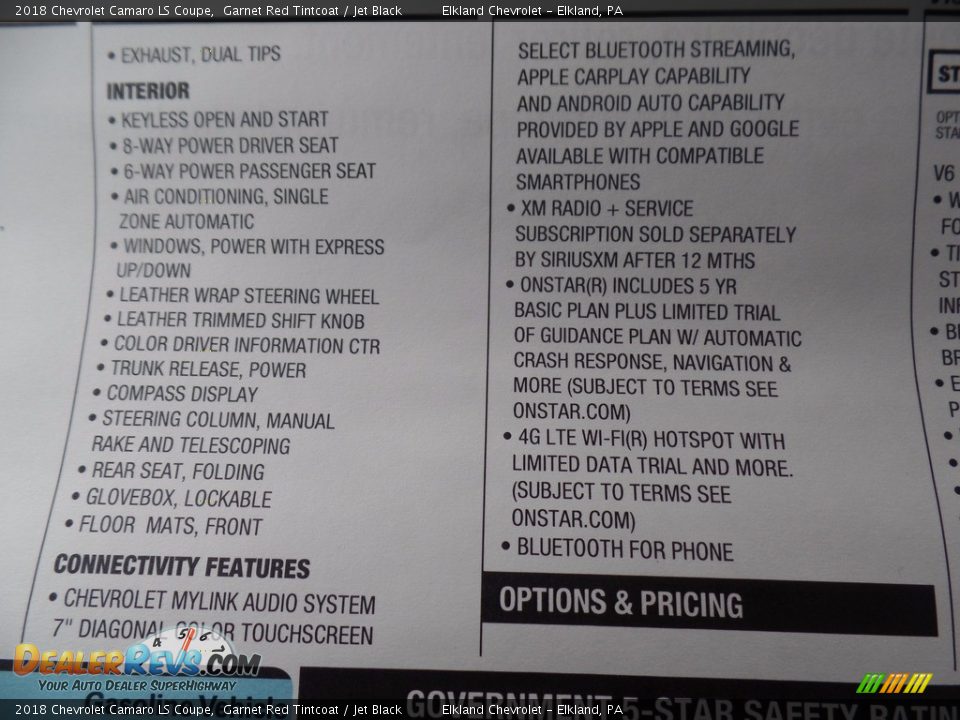 2018 Chevrolet Camaro LS Coupe, Garnet Red Tintcoat / Jet Black Elkland Chevrolet - Elkland, PA
• EXHAUST, DUAL TIPS
INTERIOR
• KEYLESS OPEN AND START
• 8-WAY POWER DRIVER SEAT
• 6-WAY POWER PASSENGER SEAT
• AIR CONDITIONING, SINGLE
ZONE AUTOMATIC
• WINDOWS, POWER WITH EXPRESS
UP/DOWN
• LEATHER WRAP STEERING WHEEL
• LEATHER TRIMMED SHIFT KNOB
• COLOR DRIVER INFORMATION CTR
• TRUNK RELEASE, POWER
• COMPASS DISPLAY
• STEERING COLUMN, MANUAL
RAKE AND TELESCOPING
• REAR SEAT, FOLDING
• GLOVEBOX, LOCKABLE
• FLOOR MATS, FRONT
CONNECTIVITY FEATURES
• CHEVROLET MYLINK AUDIO SYSTEM
7" DIAGONAL COLOR TOUCHSCREEN
SELECT BLUETOOTH STREAMING,
APPLE CARPLAY CAPABILITY
AND ANDROID AUTO CAPABILITY
PROVIDED BY APPLE AND GOOGLE
AVAILABLE WITH COMPATIBLE
SMARTPHONES
• XM RADIO + SERVICE
SUBSCRIPTION SOLD SEPARATELY
BY SIRIUSXM AFTER 12 MTHS
• ONSTAR(R) INCLUDES 5 YR
BASIC PLAN PLUS LIMITED TRIAL
OF GUIDANCE PLAN W/ AUTOMATIC
CRASH RESPONSE, NAVIGATION &
MORE (SUBJECT TO TERMS SEE
ONSTAR.COM)
• 4G LTE WI-FI(R) HOTSPOT WITH
LIMITED DATA TRIAL AND MORE.
(SUBJECT TO TERMS SEE
ONSTAR.COM)
• BLUETOOTH FOR PHONE
OPTIONS & PRICING
V6
GOVERNMENT 5-STAR SAFETY
DEALERREVS.COM
YOUR AUTO DEALER SUPERHIGHWAY
2018 Chevrolet Camaro LS Coupe, Garnet Red Tintcoat / Jet Black Elkland Chevrolet - Elkland, PA